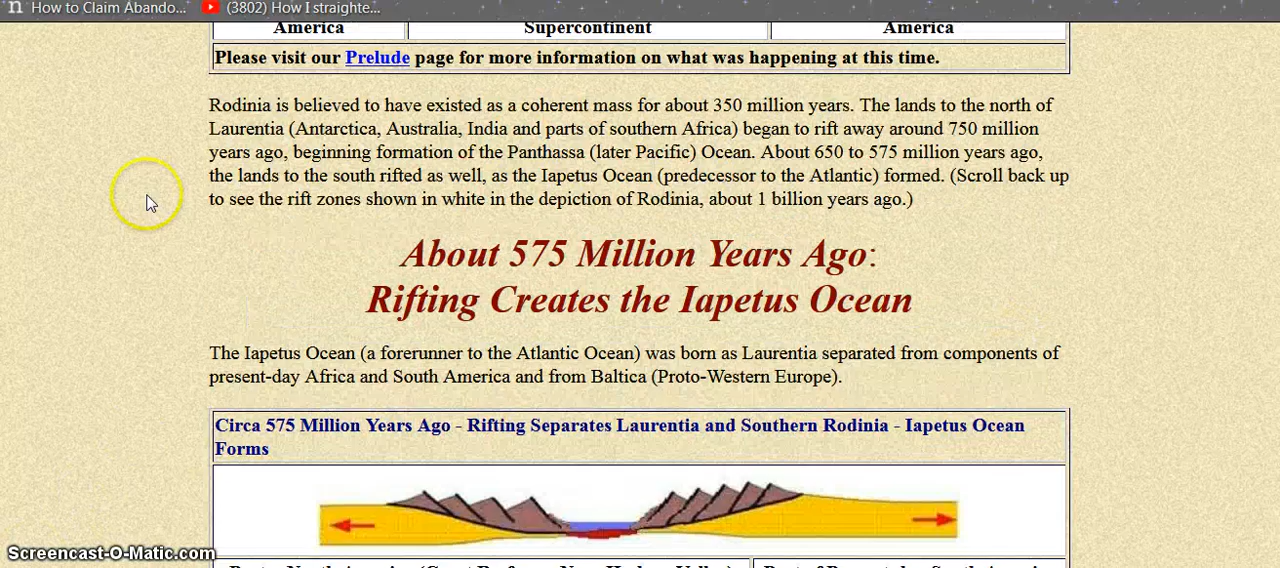 How to Claim Abando...
(3802) How I straighte...
America
Supercontinent
America
Please visit our Prelude page for more information on what was happening at this time.
Rodinia is believed to have existed as a coherent mass for about 350 million years. The lands to the north of
Laurentia (Antarctica, Australia, India and parts of southern Africa) began to rift away around 750 million
years ago, beginning formation of the Panthassa (later Pacific) Ocean. About 650 to 575 million years ago,
the lands to the south rifted as well, as the Iapetus Ocean (predecessor to the Atlantic) formed. (Scroll back up
to see the rift zones shown in white in the depiction of Rodinia, about 1 billion years ago.)
About 575 Million Years Ago:
Rifting Creates the Iapetus Ocean
The Iapetus Ocean (a forerunner to the Atlantic Ocean) was born as Laurentia separated from components of
present-day Africa and South America and from Baltica (Proto-Western Europe).
Circa 575 Million Years Ago - Rifting Separates Laurentia and Southern Rodinia - Iapetus Ocean
Forms
Screencast-O-Matic.com